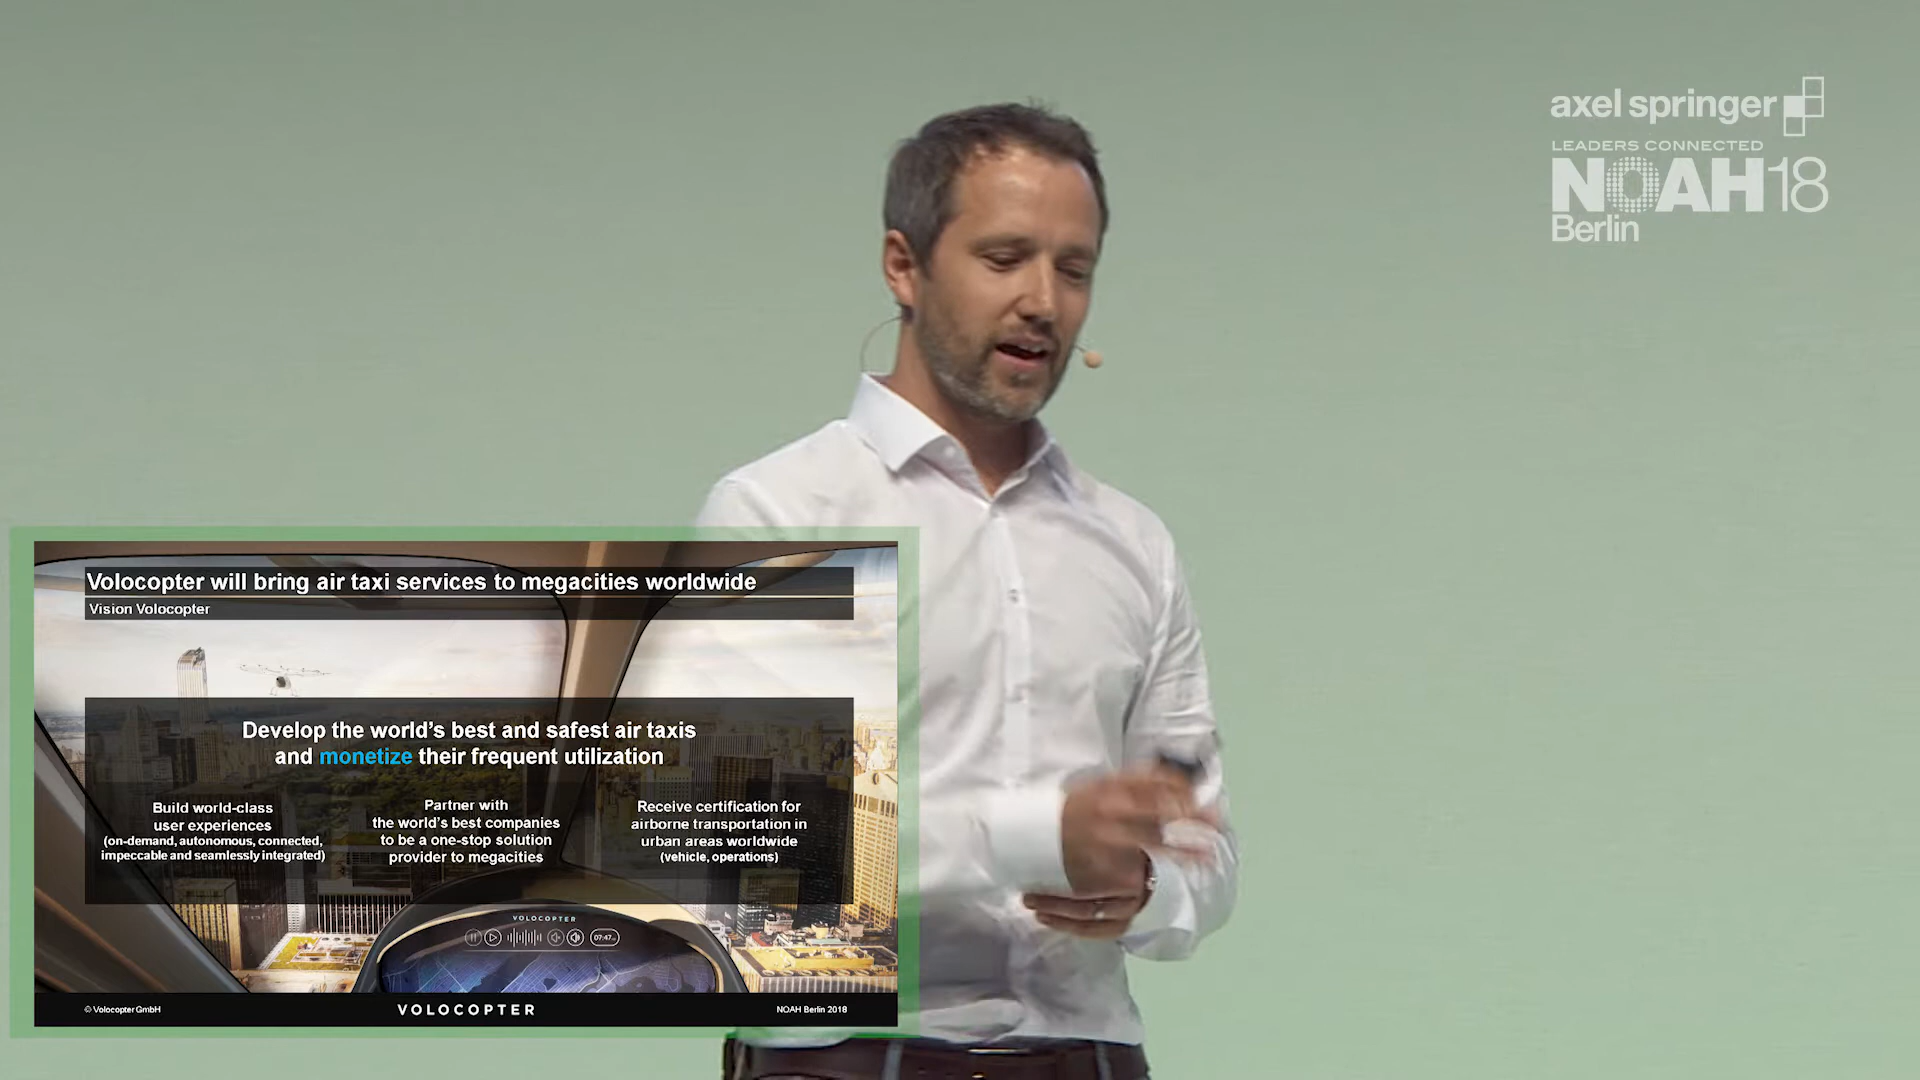 axel springer
LEADERS CONNECTED
NOAH18
Berlin
Volocopter will bring air taxi services to megacities worldwide
Vision Volocopter
Develop the world's best and safest air taxis
and monetize their frequent utilization
Build world-class
user experiences
(on-demand, autonomous, connected,
impeccable and seamlessly integrated)
Partner with
the world's best companies
to be a one-stop solution
provider to megacities
Receive certification for
airborne transportation in
urban areas worldwide
(vehicle, operations)
VOLOCOPTER
07:47
© Volocopter GmbH
VOLOCOPTER
NOAH Berlin 2018